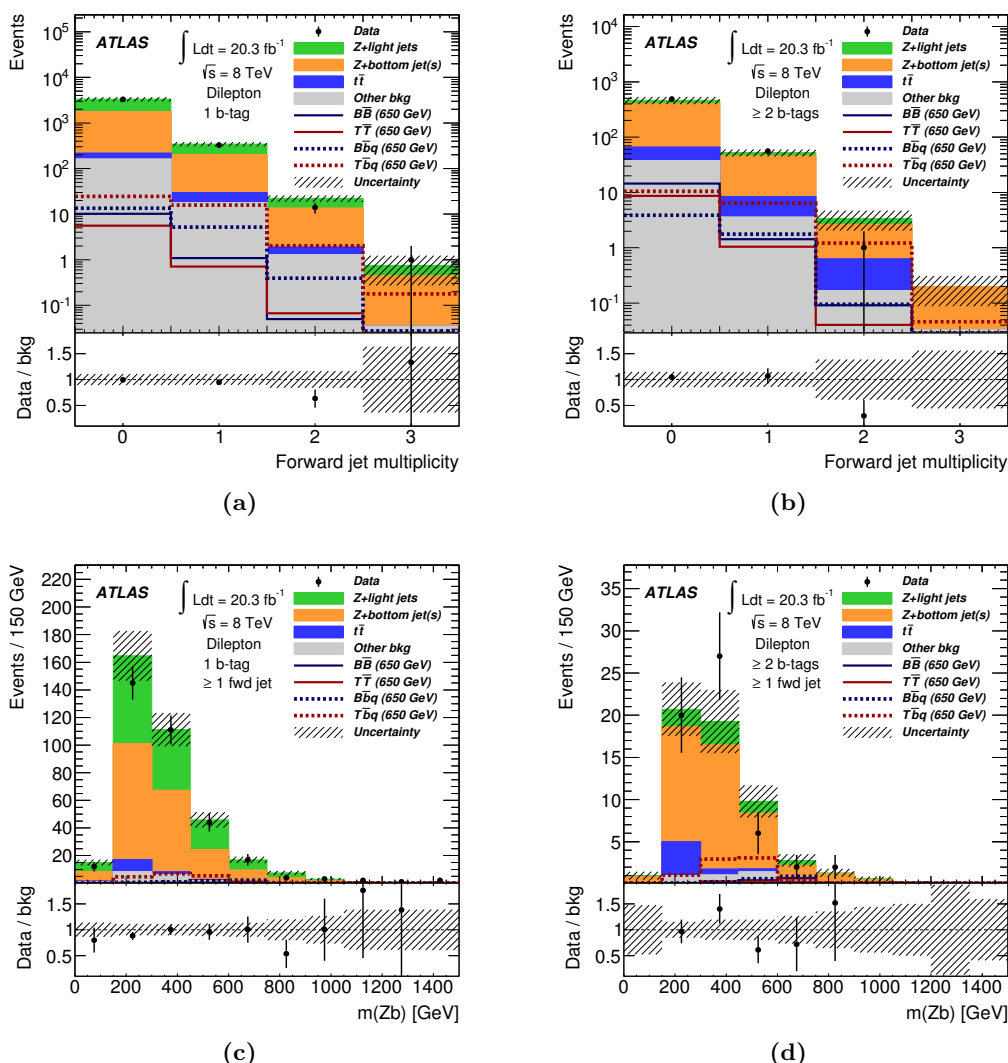 Events
10⁵
10⁴
10³
10²
10
1
10⁻¹
ATLAS
∫ Ldt = 20.3 fb⁻¹
√s = 8 TeV
Dilepton
1 b-tag
Data
Z+light jets
Z+bottom jet(s)
tt̄
Other bkg
BB̄ (650 GeV)
TT̄ (650 GeV)
Bb̄q (650 GeV)
Tb̄q (650 GeV)
Uncertainty
Data / bkg
1.5
1
0.5
0 1 2 3
Forward jet multiplicity
(a)
Events
10⁴
10³
10²
10
1
10⁻¹
ATLAS
∫ Ldt = 20.3 fb⁻¹
√s = 8 TeV
Dilepton
≥ 2 b-tags
Data
Z+light jets
Z+bottom jet(s)
tt̄
Other bkg
BB̄ (650 GeV)
TT̄ (650 GeV)
Bb̄q (650 GeV)
Tb̄q (650 GeV)
Uncertainty
Data / bkg
1.5
1
0.5
0 1 2 3
Forward jet multiplicity
(b)
Events / 150 GeV
220
200
180
160
140
120
100
80
60
40
20
ATLAS
∫ Ldt = 20.3 fb⁻¹
√s = 8 TeV
Dilepton
1 b-tag
≥ 1 fwd jet
Data
Z+light jets
Z+bottom jet(s)
tt̄
Other bkg
BB̄ (650 GeV)
TT̄ (650 GeV)
Bb̄q (650 GeV)
Tb̄q (650 GeV)
Uncertainty
Data / bkg
1.5
1
0.5
0 200 400 600 800 1000 1200 1400
m(Zb) [GeV]
(c)
Events / 150 GeV
35
30
25
20
15
10
5
ATLAS
∫ Ldt = 20.3 fb⁻¹
√s = 8 TeV
Dilepton
≥ 2 b-tags
≥ 1 fwd jet
Data
Z+light jets
Z+bottom jet(s)
tt̄
Other bkg
BB̄ (650 GeV)
TT̄ (650 GeV)
Bb̄q (650 GeV)
Tb̄q (650 GeV)
Uncertainty
Data / bkg
1.5
1
0.5
0 200 400 600 800 1000 1200 1400
m(Zb) [GeV]
(d)